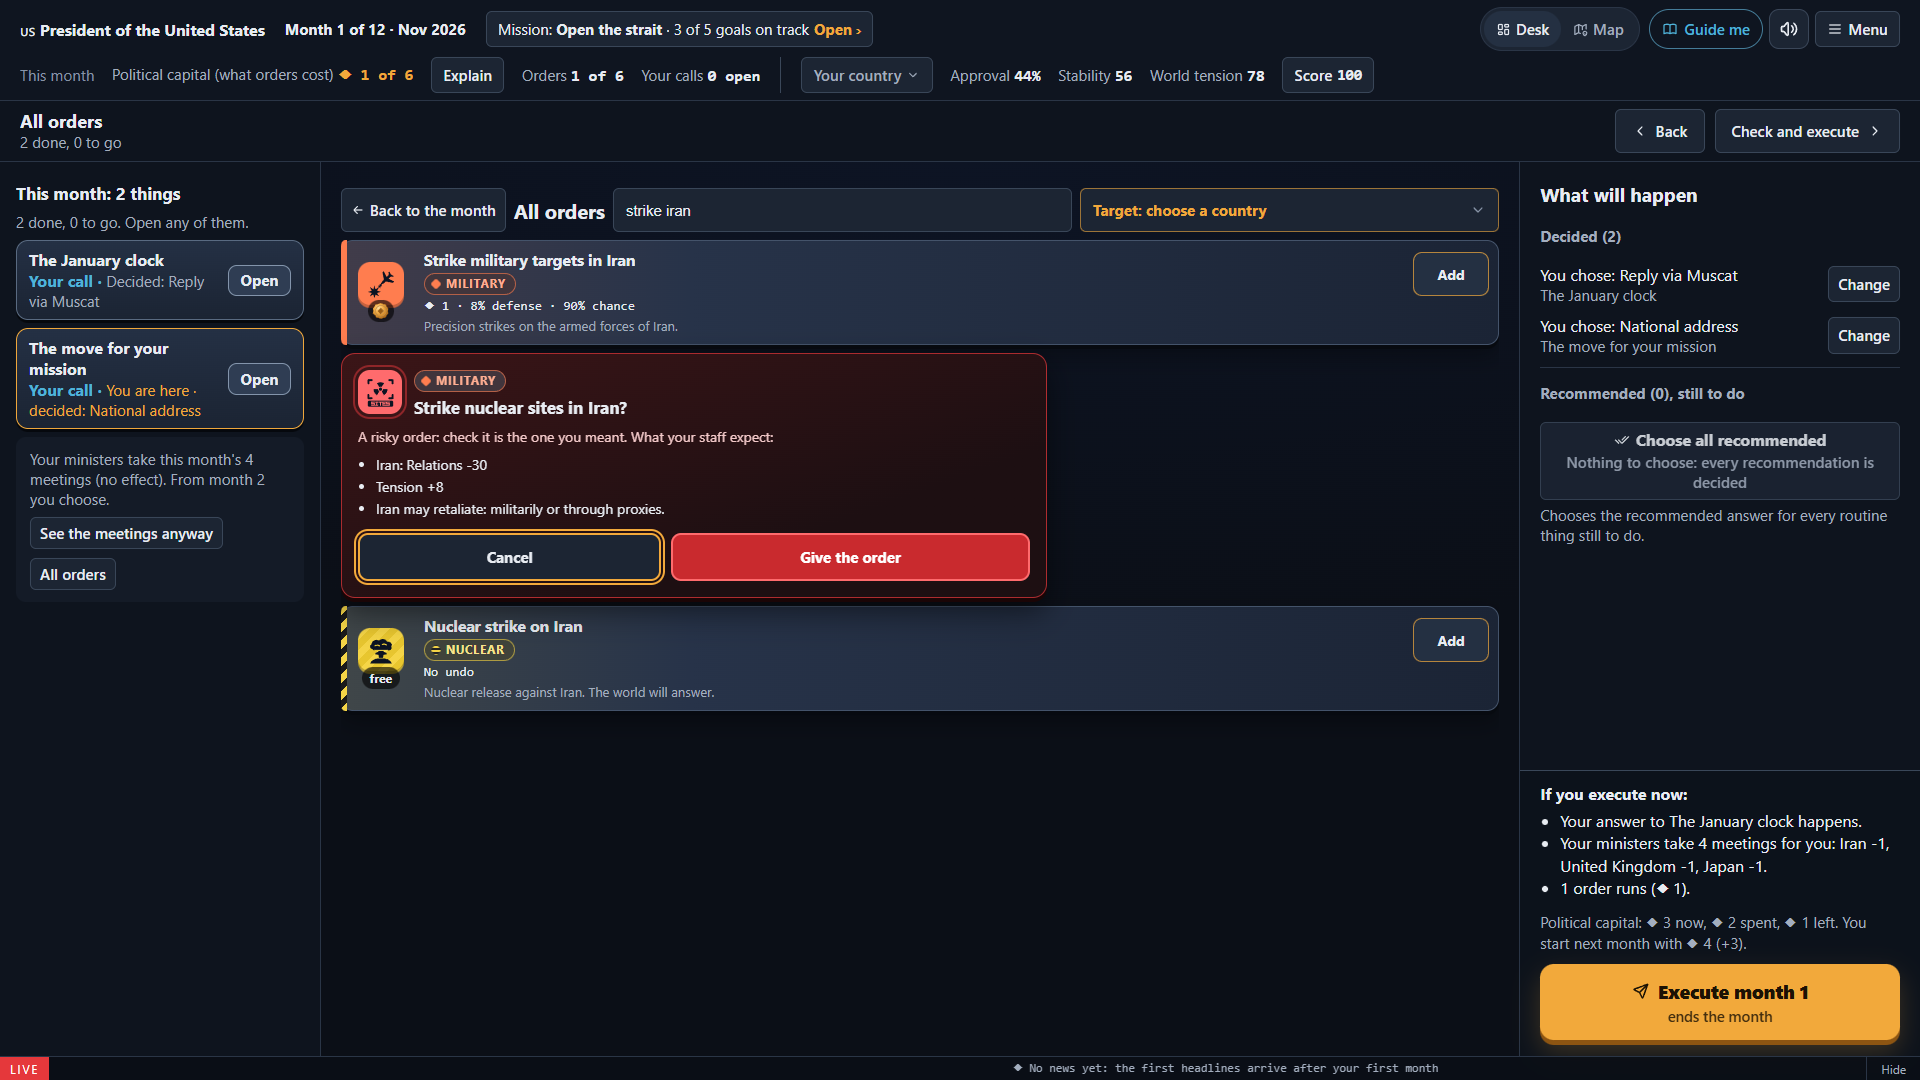 US President of the United States
Month 1 of 12 · Nov 2026
Mission: Open the strait · 3 of 5 goals on track Open ›
Desk
Map
Guide me
Menu
This month
Political capital (what orders cost) ◆ 1 of 6
Explain
Orders 1 of 6
Your calls 0 open
Your country
Approval 44%
Stability 56
World tension 78
Score 100
All orders
2 done, 0 to go
Back
Check and execute
This month: 2 things
2 done, 0 to go. Open any of them.
The January clock
Your call · Decided: Reply
via Muscat
Open
The move for your
mission
Your call · You are here ·
decided: National address
Open
Your ministers take this month's 4
meetings (no effect). From month 2
you choose.
See the meetings anyway
All orders
← Back to the month
All orders
strike iran
Target: choose a country
Strike military targets in Iran
◆ MILITARY
◆ 1 · 8% defense · 90% chance
Precision strikes on the armed forces of Iran.
Add
◆ MILITARY
Strike nuclear sites in Iran?
A risky order: check it is the one you meant. What your staff expect:
• Iran: Relations -30
• Tension +8
• Iran may retaliate: militarily or through proxies.
Cancel
Give the order
free
Nuclear strike on Iran
NUCLEAR
No undo
Nuclear release against Iran. The world will answer.
Add
What will happen
Decided (2)
You chose: Reply via Muscat
The January clock
Change
You chose: National address
The move for your mission
Change
Recommended (0), still to do
Choose all recommended
Nothing to choose: every recommendation is
decided
Chooses the recommended answer for every routine
thing still to do.
If you execute now:
• Your answer to The January clock happens.
• Your ministers take 4 meetings for you: Iran -1,
United Kingdom -1, Japan -1.
• 1 order runs (◆ 1).
Political capital: ◆ 3 now, ◆ 2 spent, ◆ 1 left. You
start next month with ◆ 4 (+3).
Execute month 1
ends the month
LIVE
◆ No news yet: the first headlines arrive after your first month
Hide